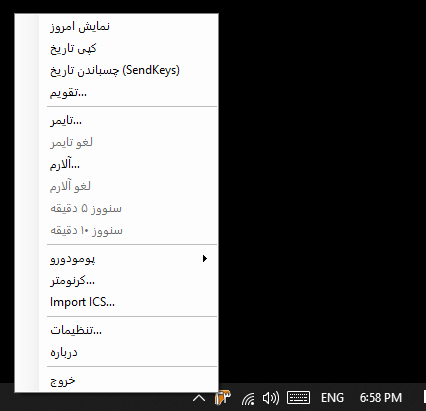 نمایش امروز
کپی تاریخ
چسباندن تاریخ (SendKeys)
تقویم...
تایمر...
لغو تایمر
آلارم...
لغو آلارم
سنووز ۵ دقیقه
سنووز ۱۰ دقیقه
پومودورو
کرنومتر...
Import ICS...
تنظیمات...
درباره
خروج
ENG 6:58 PM